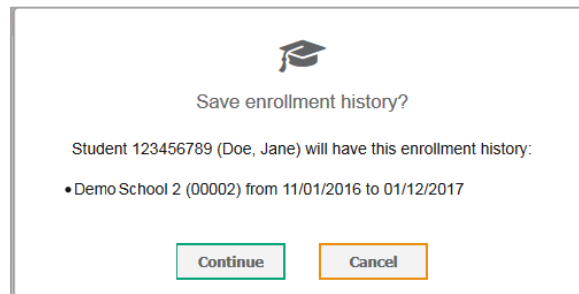 Save enrollment history?
Student 123456789 (Doe, Jane) will have this enrollment history:
• Demo School 2 (00002) from 11/01/2016 to 01/12/2017
Continue Cancel